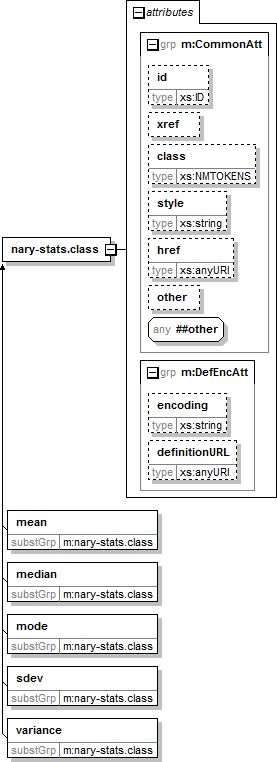 attributes
grp m:CommonAtt
id
type xs:ID
xref
class
type xs:NMTOKENS
style
type xs:string
nary-stats.class
href
type xs:anyURI
other
any ##other
grp m:DefEncAtt
encoding
type xs:string
definitionURL
type xs:anyURI
mean
substGrp m:nary-stats.class
median
substGrp m:nary-stats.class
mode
substGrp m:nary-stats.class
sdev
substGrp m:nary-stats.class
variance
substGrp m:nary-stats.class